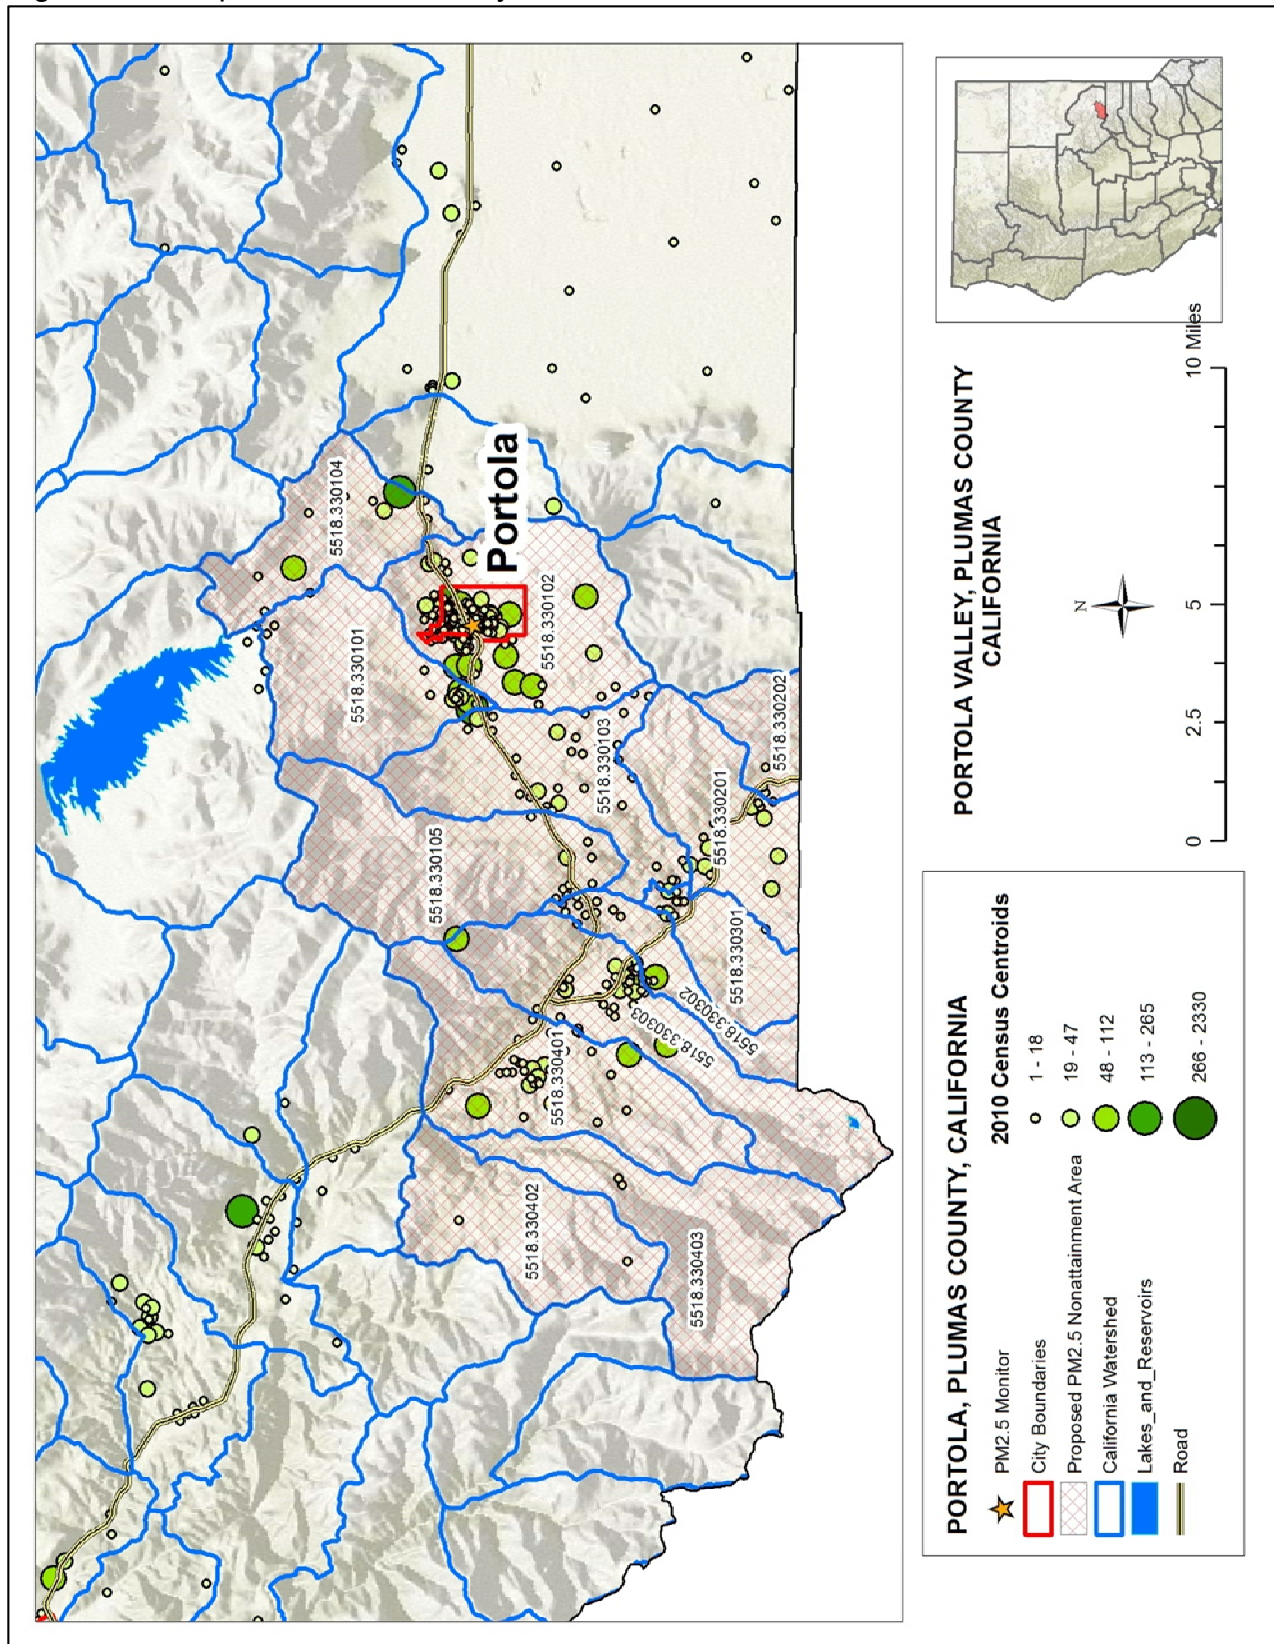 Portola
5518.330104
5518.330101
5518.330102
5518.330105
5518.330103
5518.330202
5518.330201
5518.330301
5518.330302
5518.330303
5518.330401
5518.330402
5518.330403
PORTOLA, PLUMAS COUNTY, CALIFORNIA
PM2.5 Monitor
City Boundaries
Proposed PM2.5 Nonattainment Area
California Watershed
Lakes_and_Reservoirs
Road
2010 Census Centroids
1 - 18
19 - 47
48 - 112
113 - 265
266 - 2330
PORTOLA VALLEY, PLUMAS COUNTY
CALIFORNIA
N
0 2.5 5 10 Miles